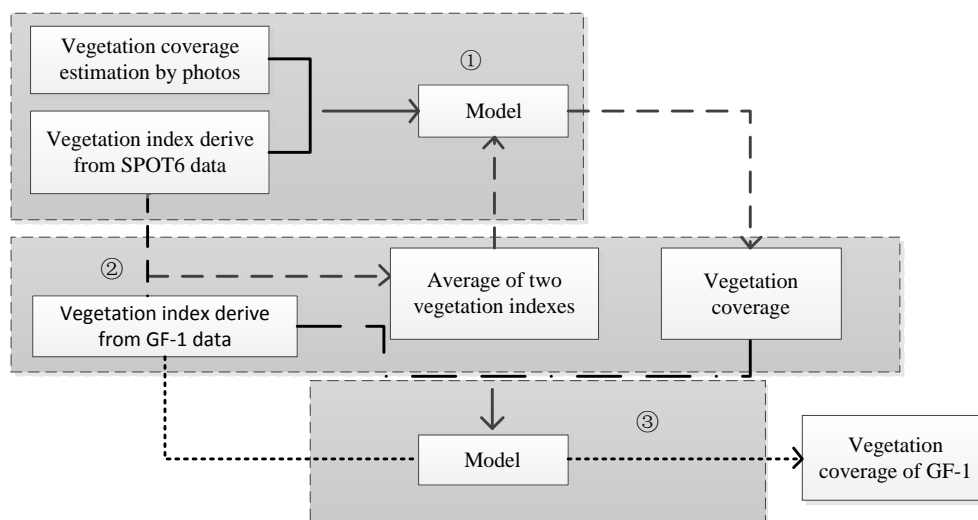 Vegetation coverage
estimation by photos
①
Model
Vegetation index derive
from SPOT6 data
②
Average of two
vegetation indexes
Vegetation
coverage
Vegetation index derive
from GF-1 data
③
Model
Vegetation
coverage of GF-1